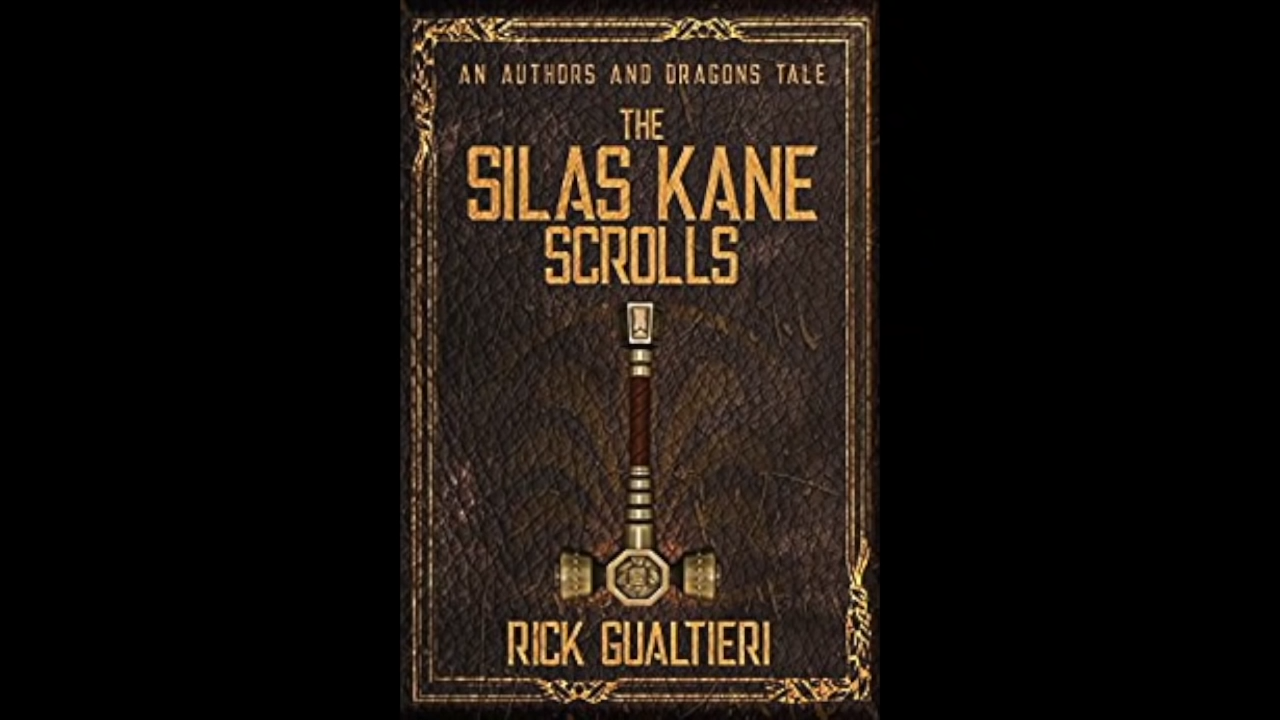 AN AUTHORS AND DRAGONS TALE
THE
SILAS KANE
SCROLLS
RICK GUALTIERI